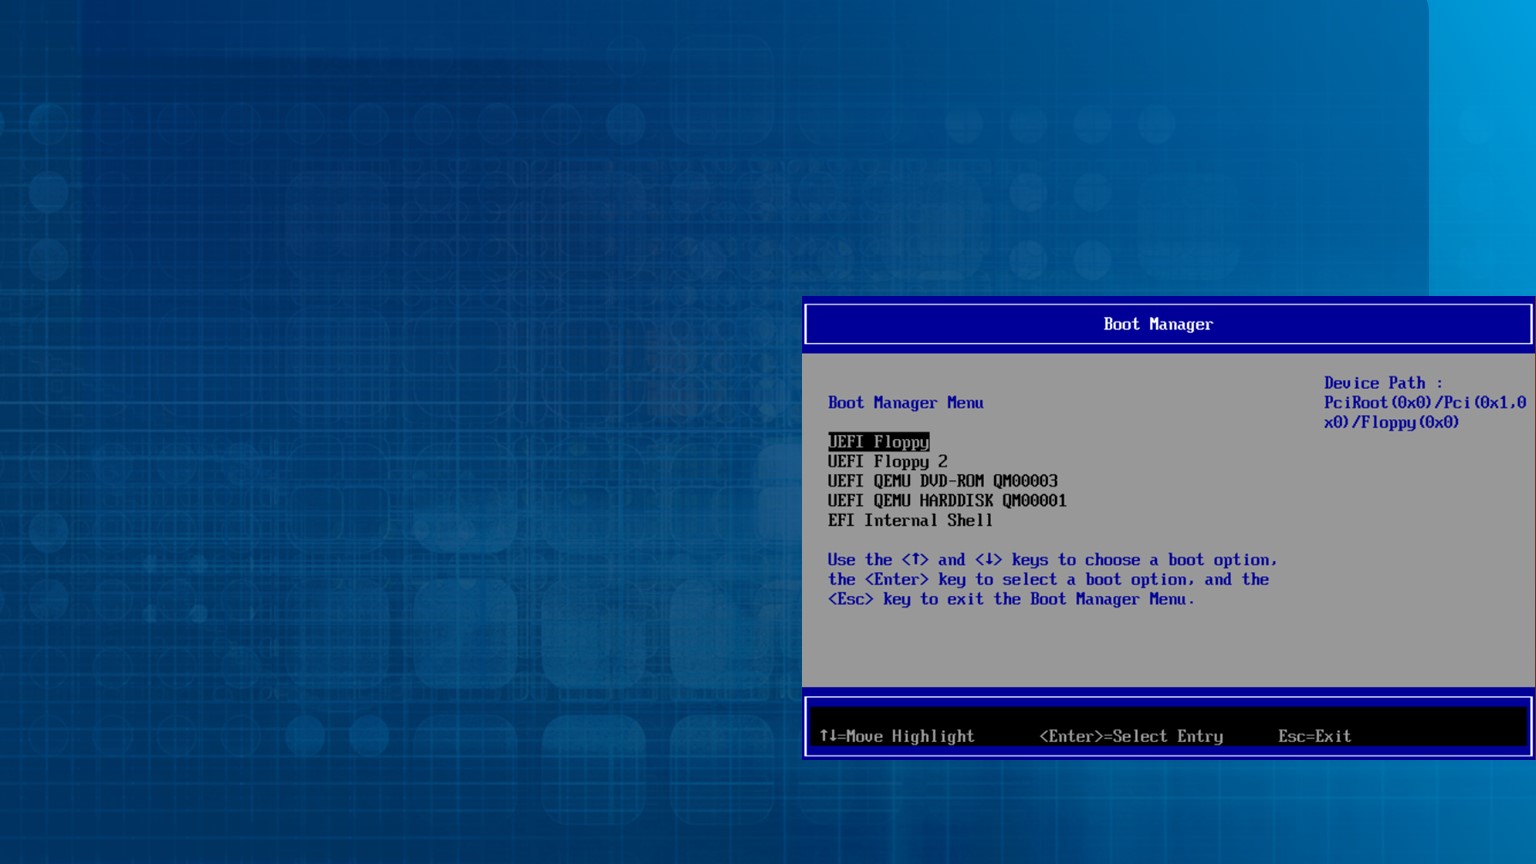 Boot Manager
Device Path :
PciRoot(0x0)/Pci(0x1,0
x0)/Floppy(0x0)
Boot Manager Menu
UEFI Floppy
UEFI Floppy 2
UEFI QEMU DVD-ROM QM00003
UEFI QEMU HARDDISK QM00001
EFI Internal Shell
Use the <↑> and <↓> keys to choose a boot option,
the <Enter> key to select a boot option, and the
<Esc> key to exit the Boot Manager Menu.
↑↓=Move Highlight <Enter>=Select Entry Esc=Exit